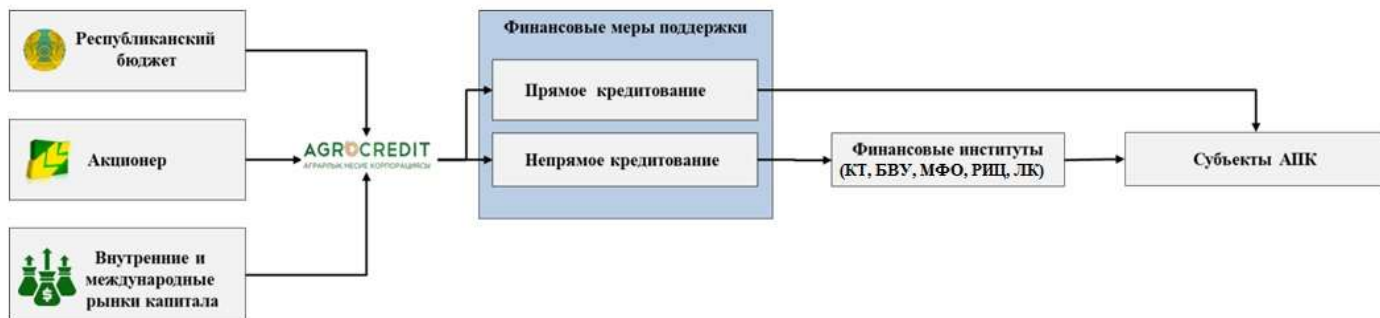 Республиканский
бюджет
Акционер
Внутренние и
международные
рынки капитала
AGROCREDIT
АГРАРЛЫҚ НЕСИЕ КОРПОРАЦИЯСЫ
Финансовые меры поддержки
Прямое кредитование
Непрямое кредитование
Финансовые институты
(КТ, БВУ, МФО, РИЦ, ЛК)
Субъекты АПК